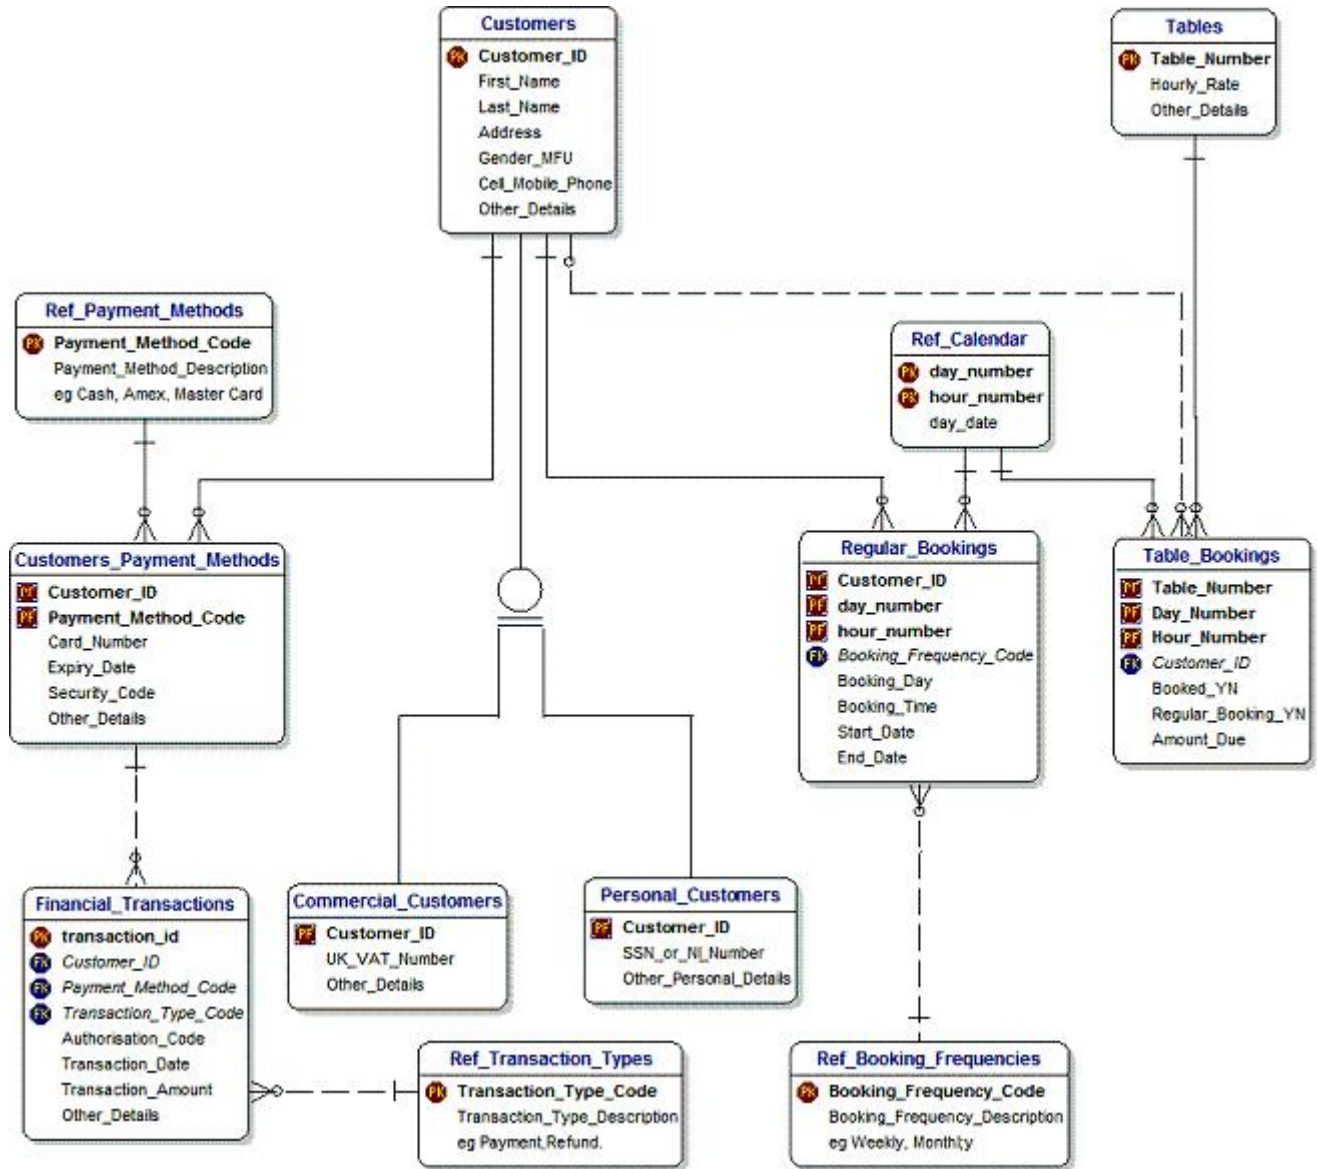 Customers
PK Customer_ID
First_Name
Last_Name
Address
Gender_MFU
Cell_Mobile_Phone
Other_Details
Tables
PK Table_Number
Hourly_Rate
Other_Details
Ref_Payment_Methods
PK Payment_Method_Code
Payment_Method_Description
eg Cash, Amex, Master Card
Ref_Calendar
PK day_number
PK hour_number
day_date
Customers_Payment_Methods
PF Customer_ID
PF Payment_Method_Code
Card_Number
Expiry_Date
Security_Code
Other_Details
Regular_Bookings
PF Customer_ID
PF day_number
PF hour_number
FK Booking_Frequency_Code
Booking_Day
Booking_Time
Start_Date
End_Date
Table_Bookings
PF Table_Number
PF Day_Number
PF Hour_Number
FK Customer_ID
Booked_YN
Regular_Booking_YN
Amount_Due
Financial_Transactions
PK transaction_id
FK Customer_ID
FK Payment_Method_Code
FK Transaction_Type_Code
Authorisation_Code
Transaction_Date
Transaction_Amount
Other_Details
Commercial_Customers
PF Customer_ID
UK_VAT_Number
Other_Details
Personal_Customers
PF Customer_ID
SSN_or_NI_Number
Other_Personal_Details
Ref_Transaction_Types
PK Transaction_Type_Code
Transaction_Type_Description
eg Payment,Refund.
Ref_Booking_Frequencies
PK Booking_Frequency_Code
Booking_Frequency_Description
eg Weekly, Monthl;y